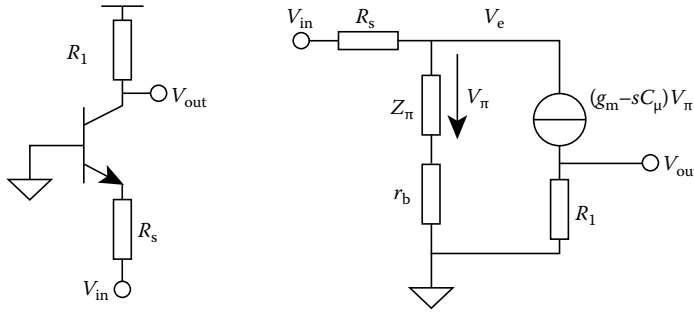 R₁
Vout
Rs
Vin
Vin
Rs
Ve
Zπ
Vπ
(gm–sCμ)Vπ
rb
Vou
R₁